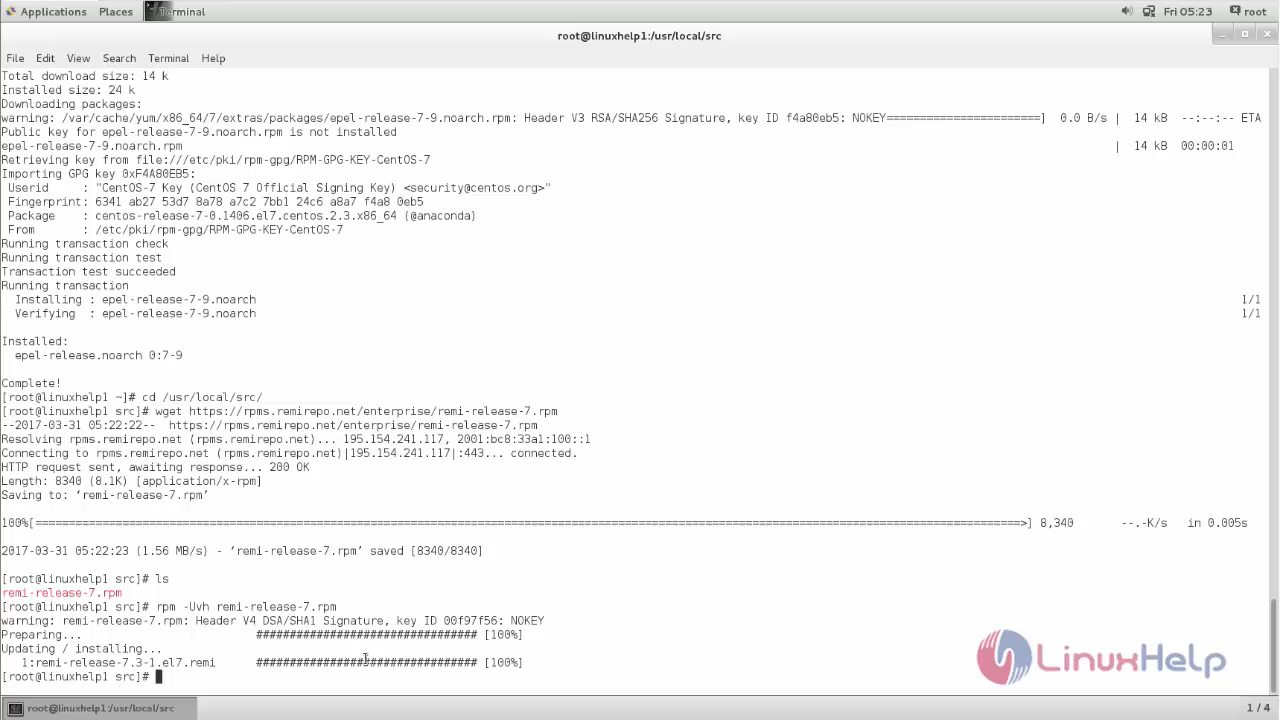 Applications Places Terminal Fri 05:23 root
root@linuxhelp1:/usr/local/src
File Edit View Search Terminal Help
Total download size: 14 k
Installed size: 24 k
Downloading packages:
warning: /var/cache/yum/x86_64/7/extras/packages/epel-release-7-9.noarch.rpm: Header V3 RSA/SHA256 Signature, key ID f4a80eb5: NOKEY=======================] 0.0 B/s | 14 kB --:--:-- ETA
Public key for epel-release-7-9.noarch.rpm is not installed
epel-release-7-9.noarch.rpm | 14 kB 00:00:01
Retrieving key from file:///etc/pki/rpm-gpg/RPM-GPG-KEY-CentOS-7
Importing GPG key 0xF4A80EB5:
Userid : "CentOS-7 Key (CentOS 7 Official Signing Key) <security@centos.org>"
Fingerprint: 6341 ab27 53d7 8a78 a7c2 7bb1 24c6 a8a7 f4a8 0eb5
Package : centos-release-7-0.1406.el7.centos.2.3.x86_64 (@anaconda)
From : /etc/pki/rpm-gpg/RPM-GPG-KEY-CentOS-7
Running transaction check
Running transaction test
Transaction test succeeded
Running transaction
Installing : epel-release-7-9.noarch 1/1
Verifying : epel-release-7-9.noarch 1/1
Installed:
epel-release.noarch 0:7-9
Complete!
[root@linuxhelp1 ~]# cd /usr/local/src/
[root@linuxhelp1 src]# wget https://rpms.remirepo.net/enterprise/remi-release-7.rpm
--2017-03-31 05:22:22-- https://rpms.remirepo.net/enterprise/remi-release-7.rpm
Resolving rpms.remirepo.net (rpms.remirepo.net)... 195.154.241.117, 2001:bc8:33a1:100::1
Connecting to rpms.remirepo.net (rpms.remirepo.net)|195.154.241.117|:443... connected.
HTTP request sent, awaiting response... 200 OK
Length: 8340 (8.1K) [application/x-rpm]
Saving to: ‘remi-release-7.rpm’
100%[====================================================================================================================================================>] 8,340 --.-K/s in 0.005s
2017-03-31 05:22:23 (1.56 MB/s) - ‘remi-release-7.rpm’ saved [8340/8340]
[root@linuxhelp1 src]# ls
remi-release-7.rpm
[root@linuxhelp1 src]# rpm -Uvh remi-release-7.rpm
warning: remi-release-7.rpm: Header V4 DSA/SHA1 Signature, key ID 00f97f56: NOKEY
Preparing... ################################# [100%]
Updating / installing...
1:remi-release-7.3-1.el7.remi ################################# [100%]
[root@linuxhelp1 src]#
LinuxHelp
root@linuxhelp1:/usr/local/src 1 / 4